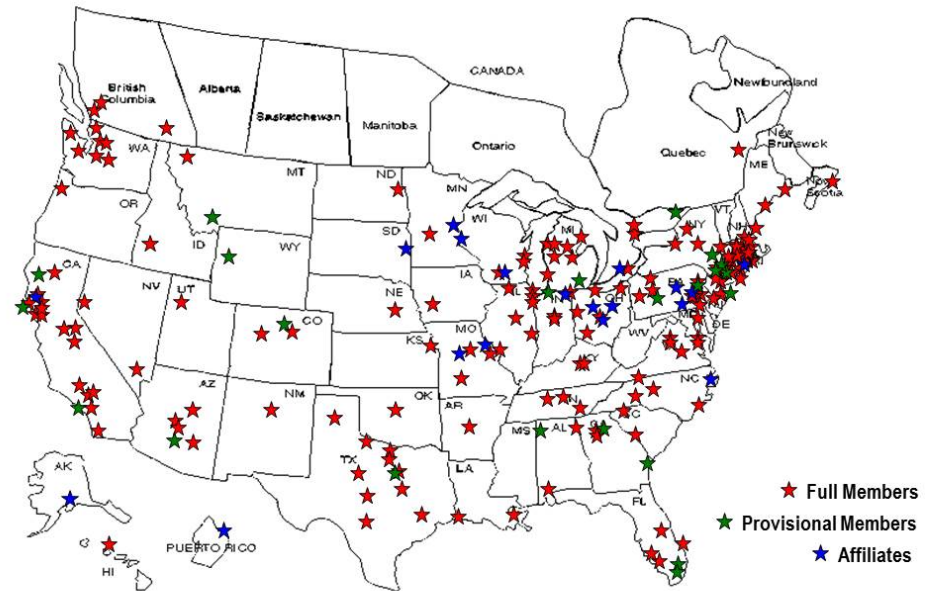 CANADA
British
Columbia
Alberta
Saskatchewan
Manitoba
Ontario
Quebec
Newfoundland
New
Brunswick
Nova
Scotia
WA
MT
ND
MN
WI
MI
VT
NH
ME
NY
OR
ID
WY
SD
IA
CA
NV
UT
CO
NE
KS
MO
IL
IN
OH
WV
DE
KY
AZ
NM
OK
AR
TN
NC
SC
MS
AL
TX
LA
FL
AK
HI
PUERTO RICO
Full Members
Provisional Members
Affiliates